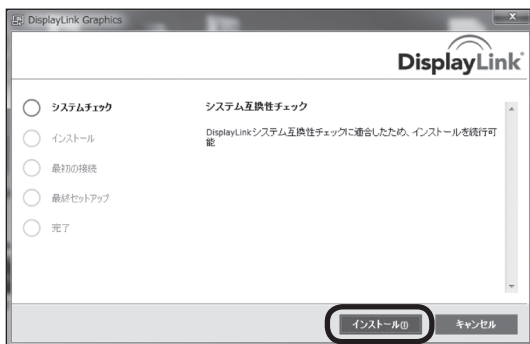 DisplayLink Graphics
DisplayLink
システムチェック
インストール
最初の接続
最終セットアップ
完了
システム互換性チェック
DisplayLinkシステム互換性チェックに適合したため、インストールを続行可
能
インストール(I)
キャンセル